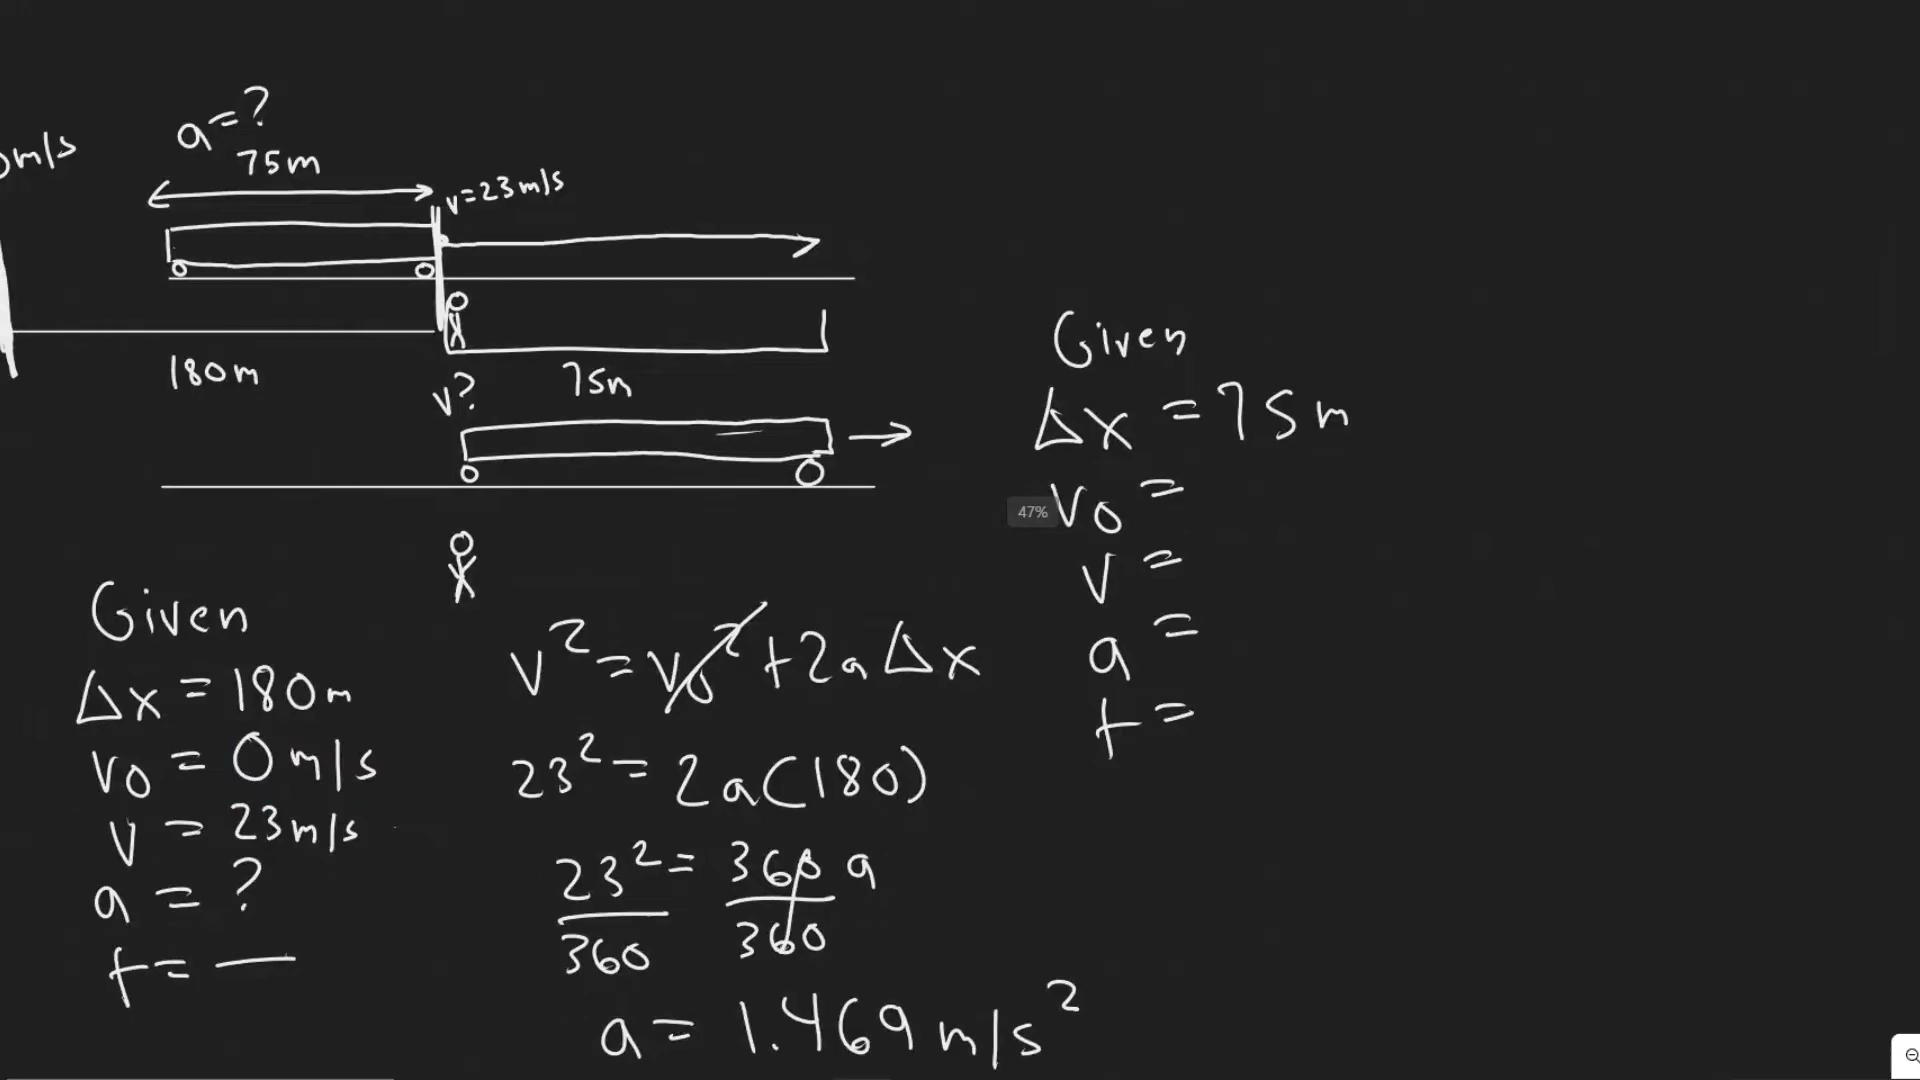 m/s
a=?
75m
v=23m/s
180m
v?
75m
Given
Δx = 180m
v0 = 0m/s
v = 23m/s
a = ?
t = —
v² = v0² + 2aΔx
23² = 2a(180)
23² = 360 a
360 360
a = 1.469 m/s²
Given
Δx = 75m
47%
v0 =
v =
a =
t =